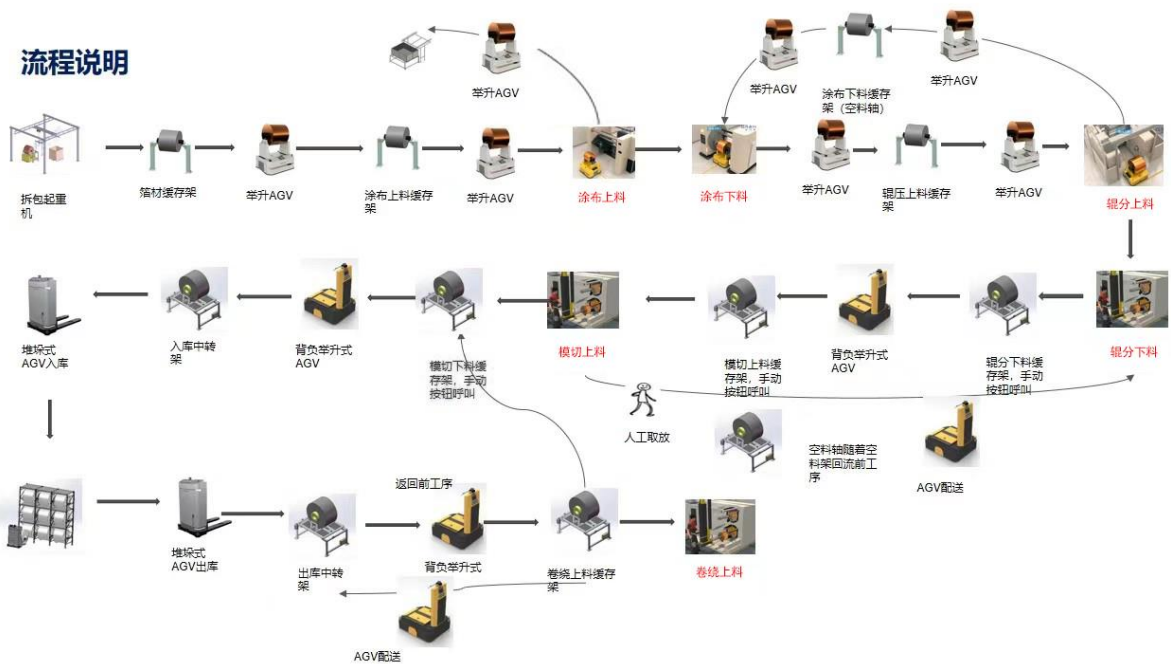 流程说明
举升AGV
举升AGV
涂布下料缓存
架（空料轴）
举升AGV
拆包起重
机
箔材缓存架
举升AGV
涂布上料缓存
架
举升AGV
涂布上料
涂布下料
举升AGV
辊压上料缓存
架
举升AGV
辊分上料
堆垛式
AGV入库
入库中转
架
背负举升式
AGV
模切下料缓
存架，手动
按钮呼叫
模切上料
模切上料缓
存架，手动
按钮呼叫
背负举升式
AGV
辊分下料缓
存架，手动
按钮呼叫
辊分下料
人工取放
空料轴随着空
料架回流前工
序
AGV配送
返回前工序
堆垛式
AGV出库
出库中转
架
背负举升式
卷绕上料缓存
架
卷绕上料
AGV配送